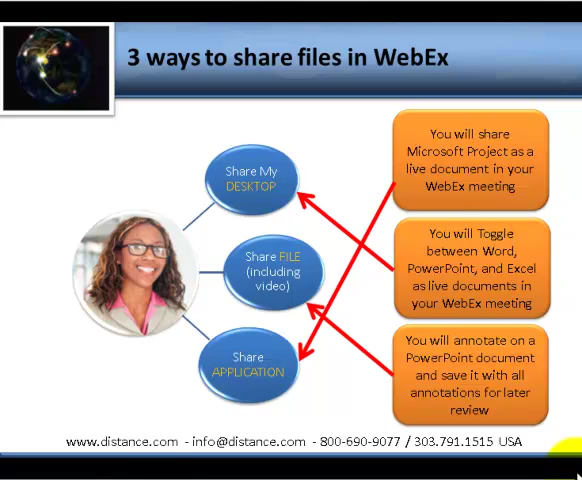 3 ways to share files in WebEx
Share My
DESKTOP
Share FILE
(including
video)
Share
APPLICATION
You will share
Microsoft Project as a
live document in your
WebEx meeting
You will Toggle
between Word,
PowerPoint, and Excel
as live documents in
your WebEx meeting
You will annotate on a
PowerPoint document
and save it with all
annotations for later
review
www.distance.com - info@distance.com - 800-690-9077 / 303.791.1515 USA